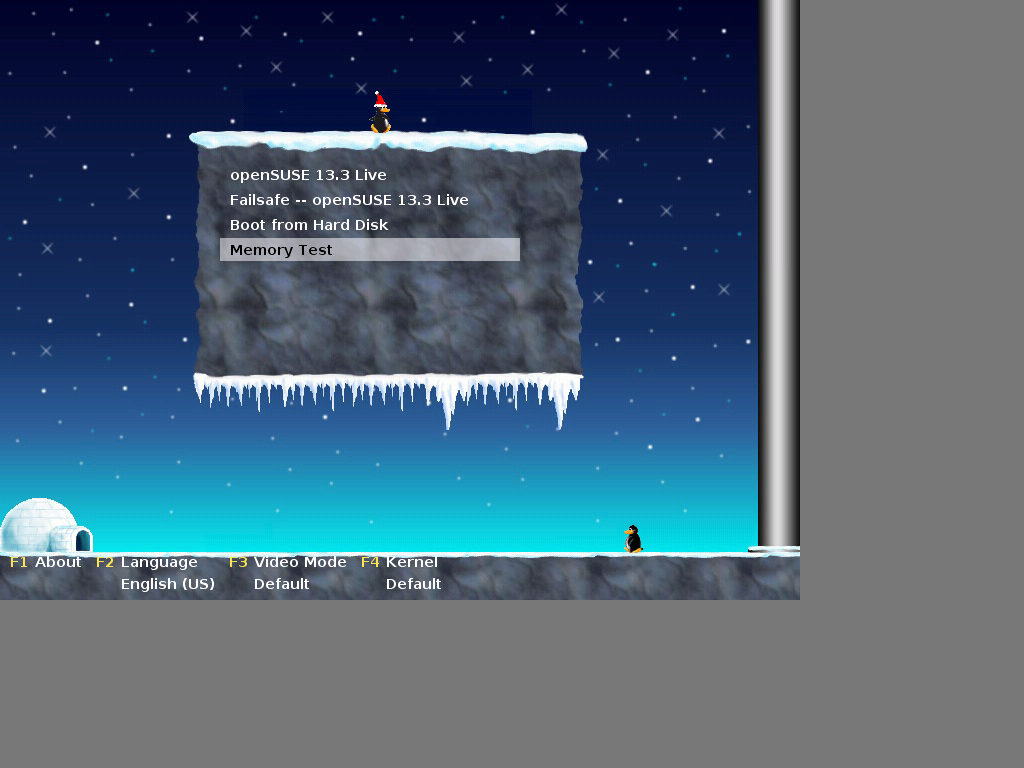 openSUSE 13.3 Live
Failsafe -- openSUSE 13.3 Live
Boot from Hard Disk
Memory Test
F1 About F2 Language F3 Video Mode F4 Kernel
English (US) Default Default